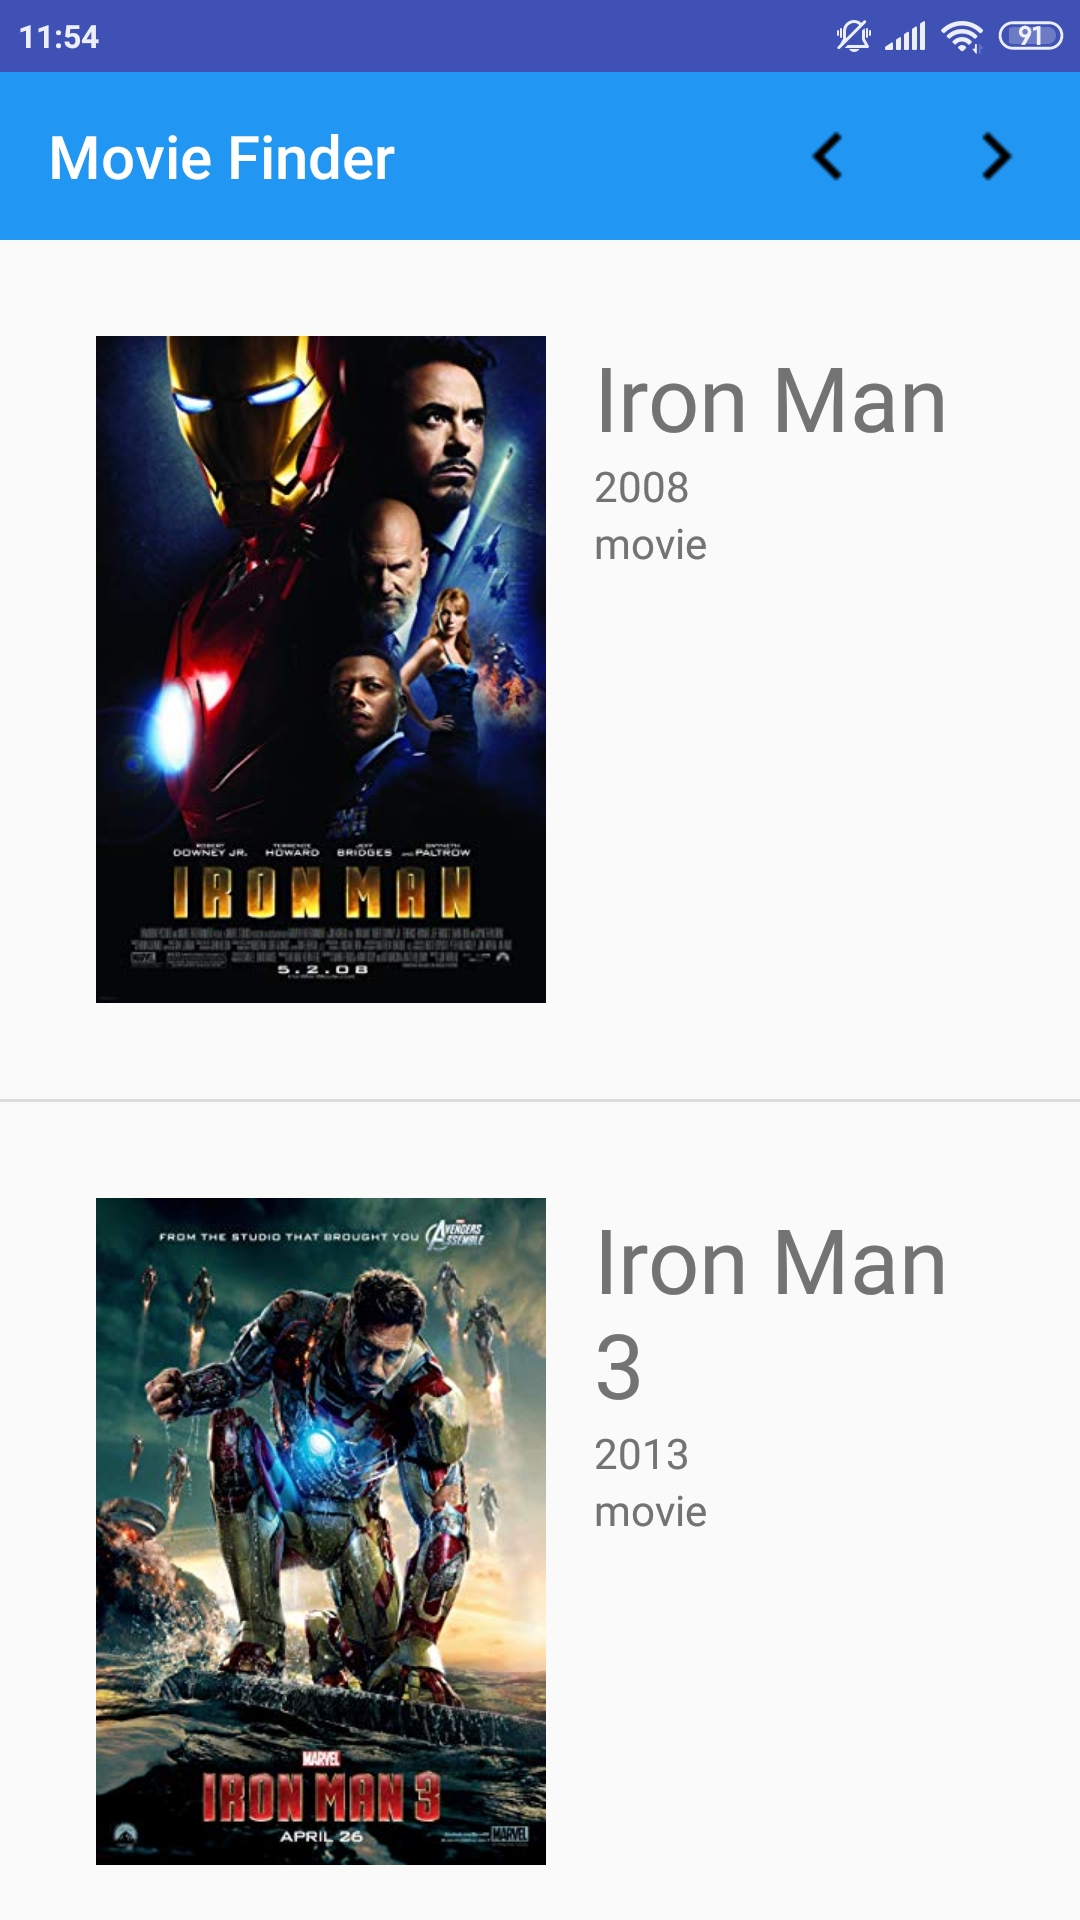 11:54
91
Movie Finder
Iron Man
2008
movie
ROBERT TERRENCE JEFF GWYNETH
DOWNEY JR. HOWARD BRIDGES AND PALTROW
IRON MAN
MARVEL
5.2.08
FROM THE STUDIO THAT BROUGHT YOU AVENGERS ASSEMBLE
Iron Man
3
2013
movie
MARVEL
IRON MAN 3
APRIL 26
MARVEL